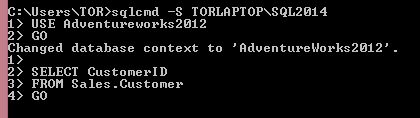 C:\Users\TOR>sqlcmd -S TORLAPTOP\SQL2014
1> USE Adventureworks2012
2> GO
Changed database context to 'AdventureWorks2012'.
1>
2> SELECT CustomerID
3> FROM Sales.Customer
4> GO